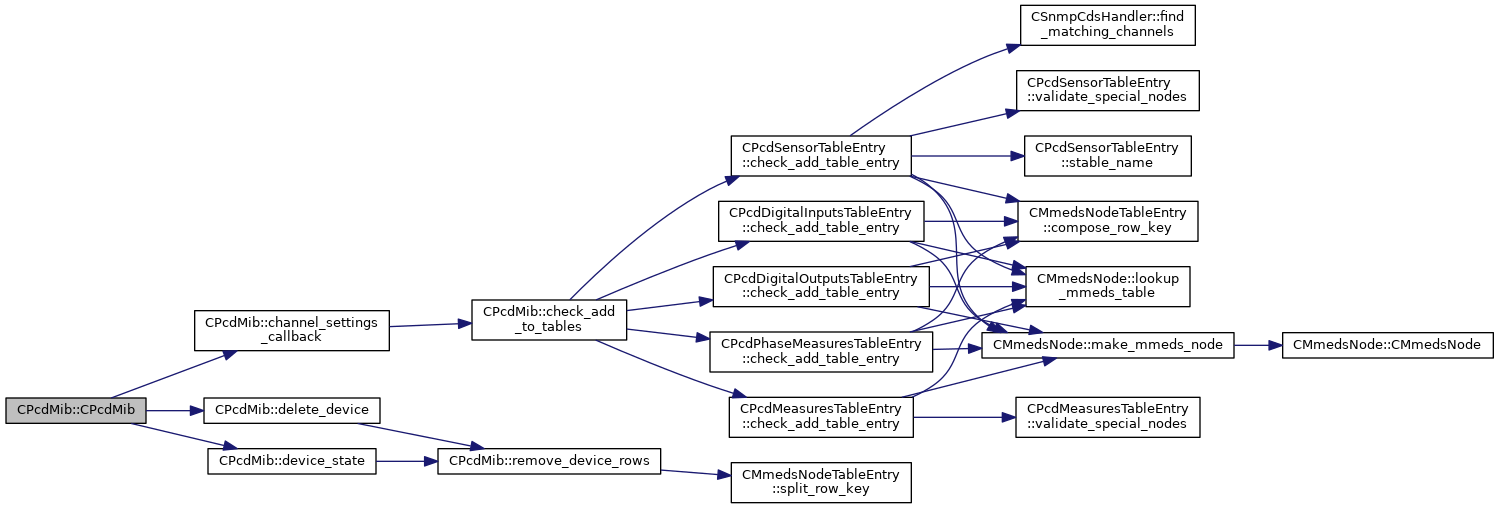 CPcdMib::CPcdMib
CPcdMib::channel_settings
_callback
CPcdMib::delete_device
CPcdMib::device_state
CPcdMib::check_add
_to_tables
CPcdMib::remove_device_rows
CPcdSensorTableEntry
::check_add_table_entry
CPcdDigitalInputsTableEntry
::check_add_table_entry
CPcdDigitalOutputsTableEntry
::check_add_table_entry
CPcdPhaseMeasuresTableEntry
::check_add_table_entry
CPcdMeasuresTableEntry
::check_add_table_entry
CMmedsNodeTableEntry
::split_row_key
CSnmpCdsHandler::find
_matching_channels
CPcdSensorTableEntry
::validate_special_nodes
CPcdSensorTableEntry
::stable_name
CMmedsNodeTableEntry
::compose_row_key
CMmedsNode::lookup
_mmeds_table
CMmedsNode::make_mmeds_node
CPcdMeasuresTableEntry
::validate_special_nodes
CMmedsNode::CMmedsNode